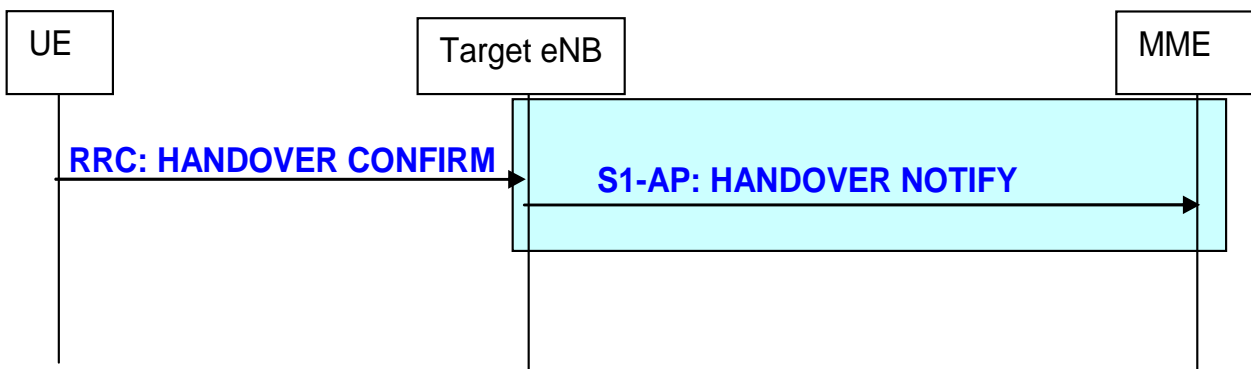 UE
Target eNB
MME
RRC: HANDOVER CONFIRM
S1-AP: HANDOVER NOTIFY